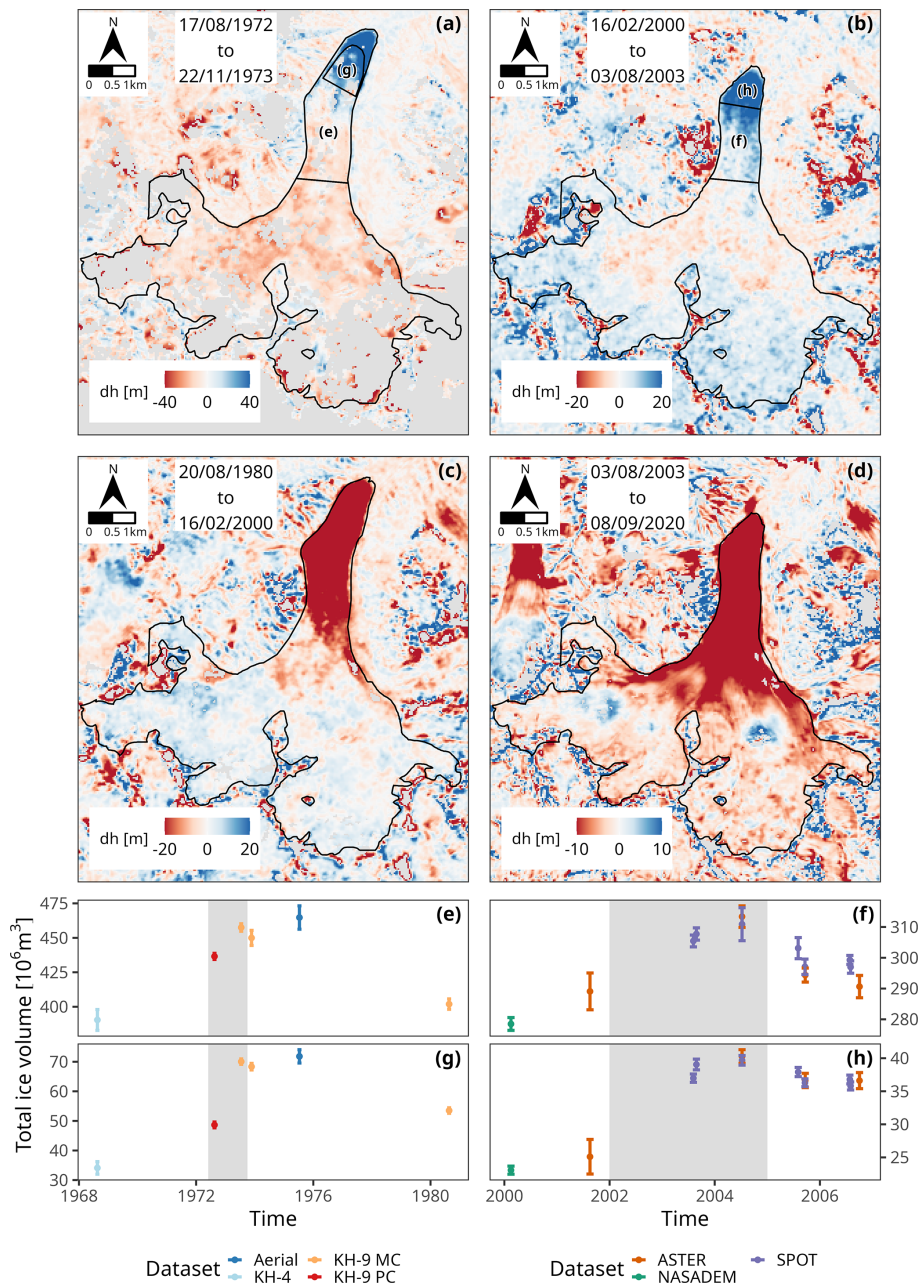 17/08/1972
to
22/11/1973
(a)
N
0 0.5 1km
(g)
(e)
dh [m]
-40 0 40
16/02/2000
to
03/08/2003
(b)
N
0 0.5 1km
(h)
(f)
dh [m]
-20 0 20
20/08/1980
to
16/02/2000
(c)
N
0 0.5 1km
dh [m]
-20 0 20
03/08/2003
to
08/09/2020
(d)
N
0 0.5 1km
dh [m]
-10 0 10
Total ice volume [10⁶m³]
475
450
425
400
(e)
(f)
310
300
290
280
70
60
50
40
30
(g)
(h)
40
35
30
25
1968 1972 1976 1980
Time
2000 2002 2004 2006
Time
Dataset
Aerial
KH-4
KH-9 MC
KH-9 PC
Dataset
ASTER
NASADEM
SPOT